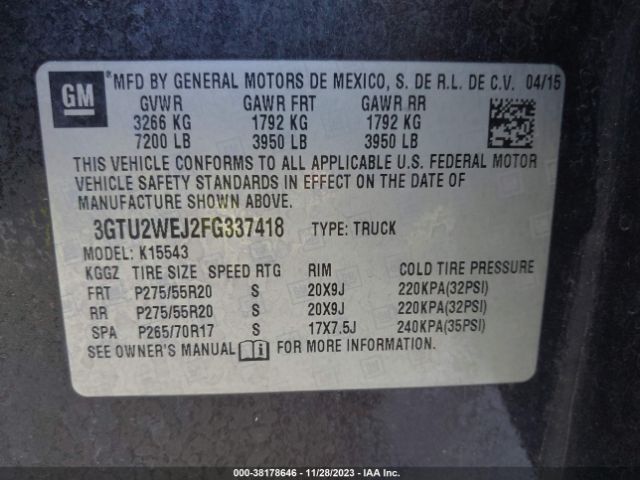 GM
® MFD BY GENERAL MOTORS DE MEXICO, S. DE R.L. DE C.V. 04/15
GVWR GAWR FRT GAWR RR
3266 KG 1792 KG 1792 KG
7200 LB 3950 LB 3950 LB
THIS VEHICLE CONFORMS TO ALL APPLICABLE U.S. FEDERAL MOTOR
VEHICLE SAFETY STANDARDS IN EFFECT ON THE DATE OF
MANUFACTURE SHOWN ABOVE.
3GTU2WEJ2FG337418 TYPE: TRUCK
MODEL: K15543
KGGZ TIRE SIZE SPEED RTG RIM COLD TIRE PRESSURE
FRT P275/55R20 S 20X9J 220KPA(32PSI)
RR P275/55R20 S 20X9J 220KPA(32PSI)
SPA P265/70R17 S 17X7.5J 240KPA(35PSI)
SEE OWNER'S MANUAL FOR MORE INFORMATION.
000-38178646 - 11/28/2023 - IAA Inc.